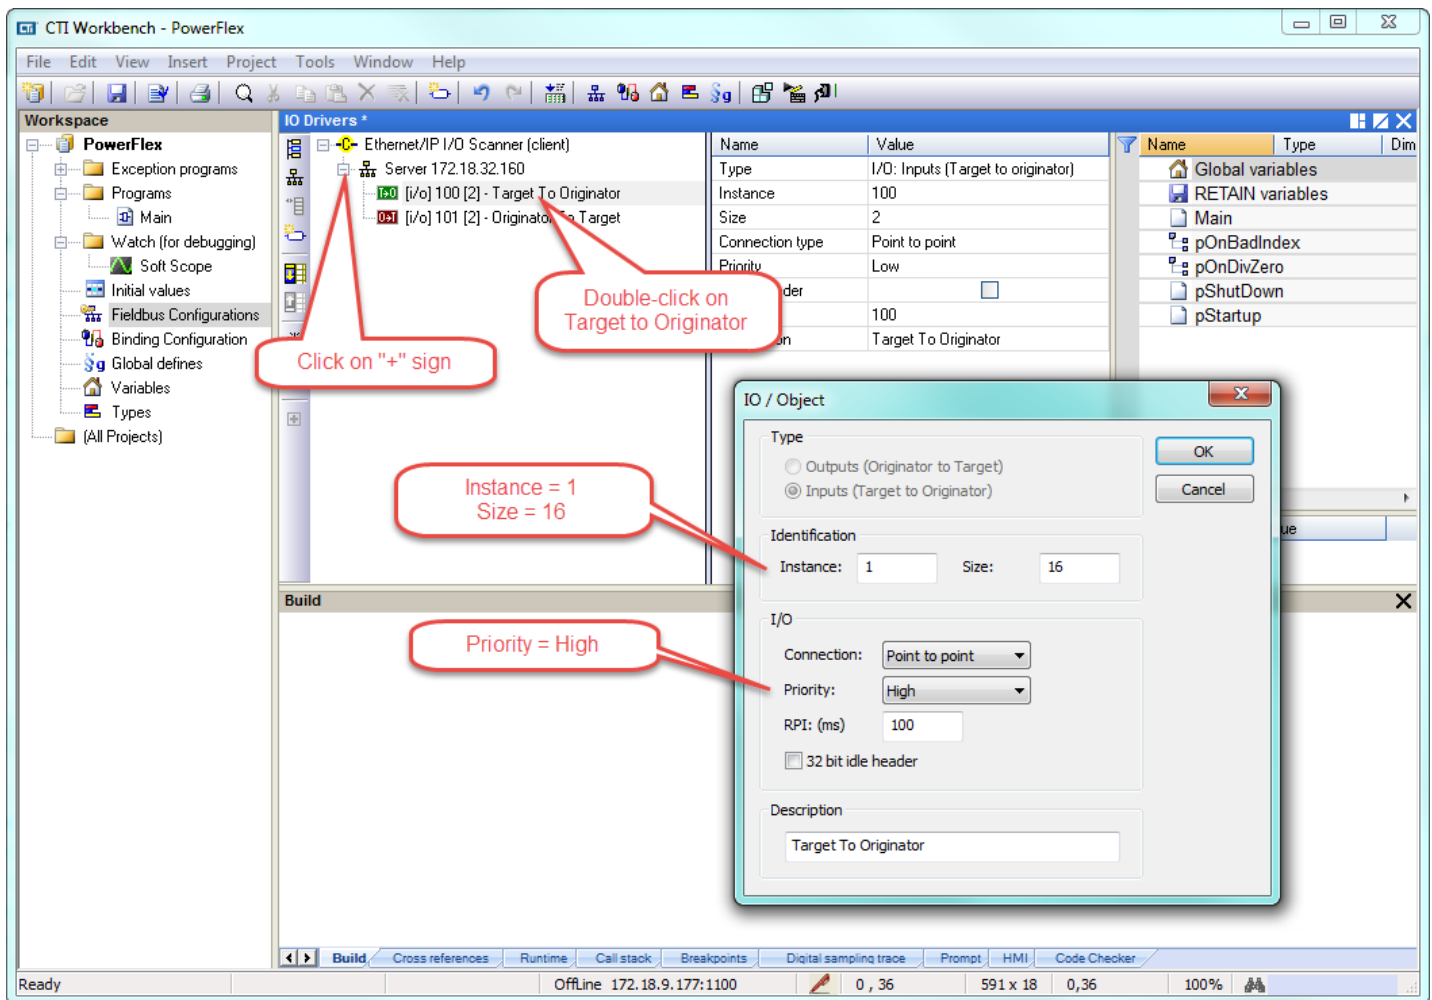 CTI CTI Workbench - PowerFlex
File Edit View Insert Project Tools Window Help
Workspace
PowerFlex
Exception programs
Programs
Main
Watch (for debugging)
Soft Scope
Initial values
Fieldbus Configurations
Binding Configuration
Global defines
Variables
Types
(All Projects)
IO Drivers *
Ethernet/IP I/O Scanner (client)
Server 172.18.32.160
T>O [i/o] 100 [2] - Target To Originator
O>T [i/o] 101 [2] - Originator To Target
Name Value
Type I/O: Inputs (Target to originator)
Instance 100
Size 2
Connection type Point to point
Priority Low
der
100
on Target To Originator
Name Type Dim
Global variables
RETAIN variables
Main
pOnBadIndex
pOnDivZero
pShutDown
pStartup
ue
Double-click on
Target to Originator
Click on "+" sign
Instance = 1
Size = 16
Priority = High
IO / Object
Type
Outputs (Originator to Target)
Inputs (Target to Originator)
OK
Cancel
Identification
Instance: 1 Size: 16
I/O
Connection: Point to point
Priority: High
RPI: (ms) 100
32 bit idle header
Description
Target To Originator
Build
Build Cross references Runtime Call stack Breakpoints Digital sampling trace Prompt HMI Code Checker
Ready OffLine 172.18.9.177:1100 0 , 36 591 x 18 0,36 100%